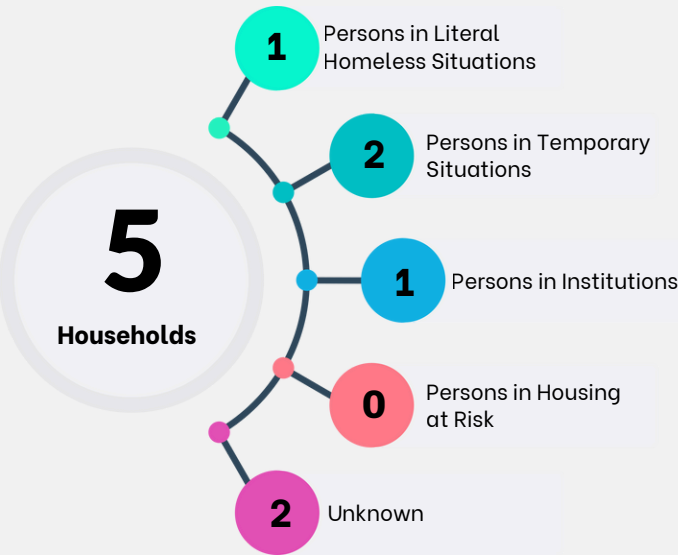 5
Households
1
Persons in Literal
Homeless Situations
2
Persons in Temporary
Situations
1
Persons in Institutions
0
Persons in Housing
at Risk
2
Unknown